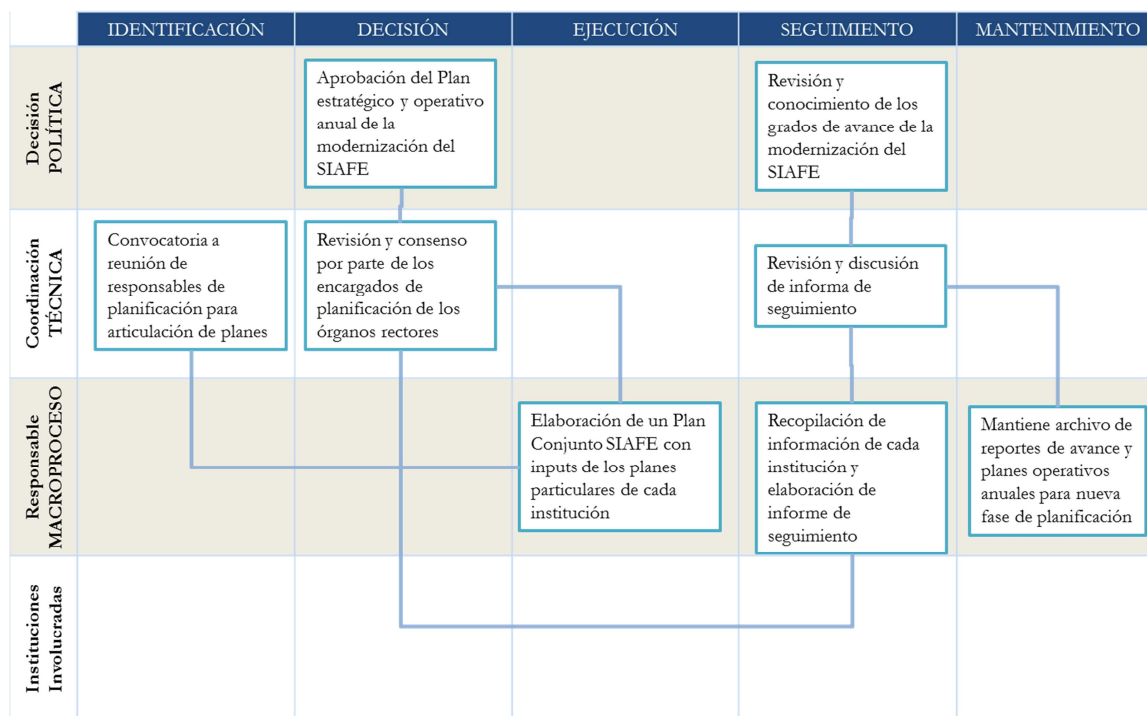 IDENTIFICACIÓN DECISIÓN EJECUCIÓN SEGUIMIENTO MANTENIMIENTO
Decisión
POLÍTICA
Aprobación del Plan
estratégico y operativo
anual de la
modernización del
SIAFE
Revisión y
conocimiento de los
grados de avance de la
modernización del
SIAFE
Coordinación
TÉCNICA
Convocatoria a
reunión de
responsables de
planificación para
articulación de planes
Revisión y consenso
por parte de los
encargados de
planificación de los
órganos rectores
Revisión y discusión
de informa de
seguimiento
Responsable
MACROPROCESO
Elaboración de un Plan
Conjunto SIAFE con
inputs de los planes
particulares de cada
institución
Recopilación de
información de cada
institución y
elaboración de
informe de
seguimiento
Mantiene archivo de
reportes de avance y
planes operativos
anuales para nueva
fase de planificación
Instituciones
Involucradas